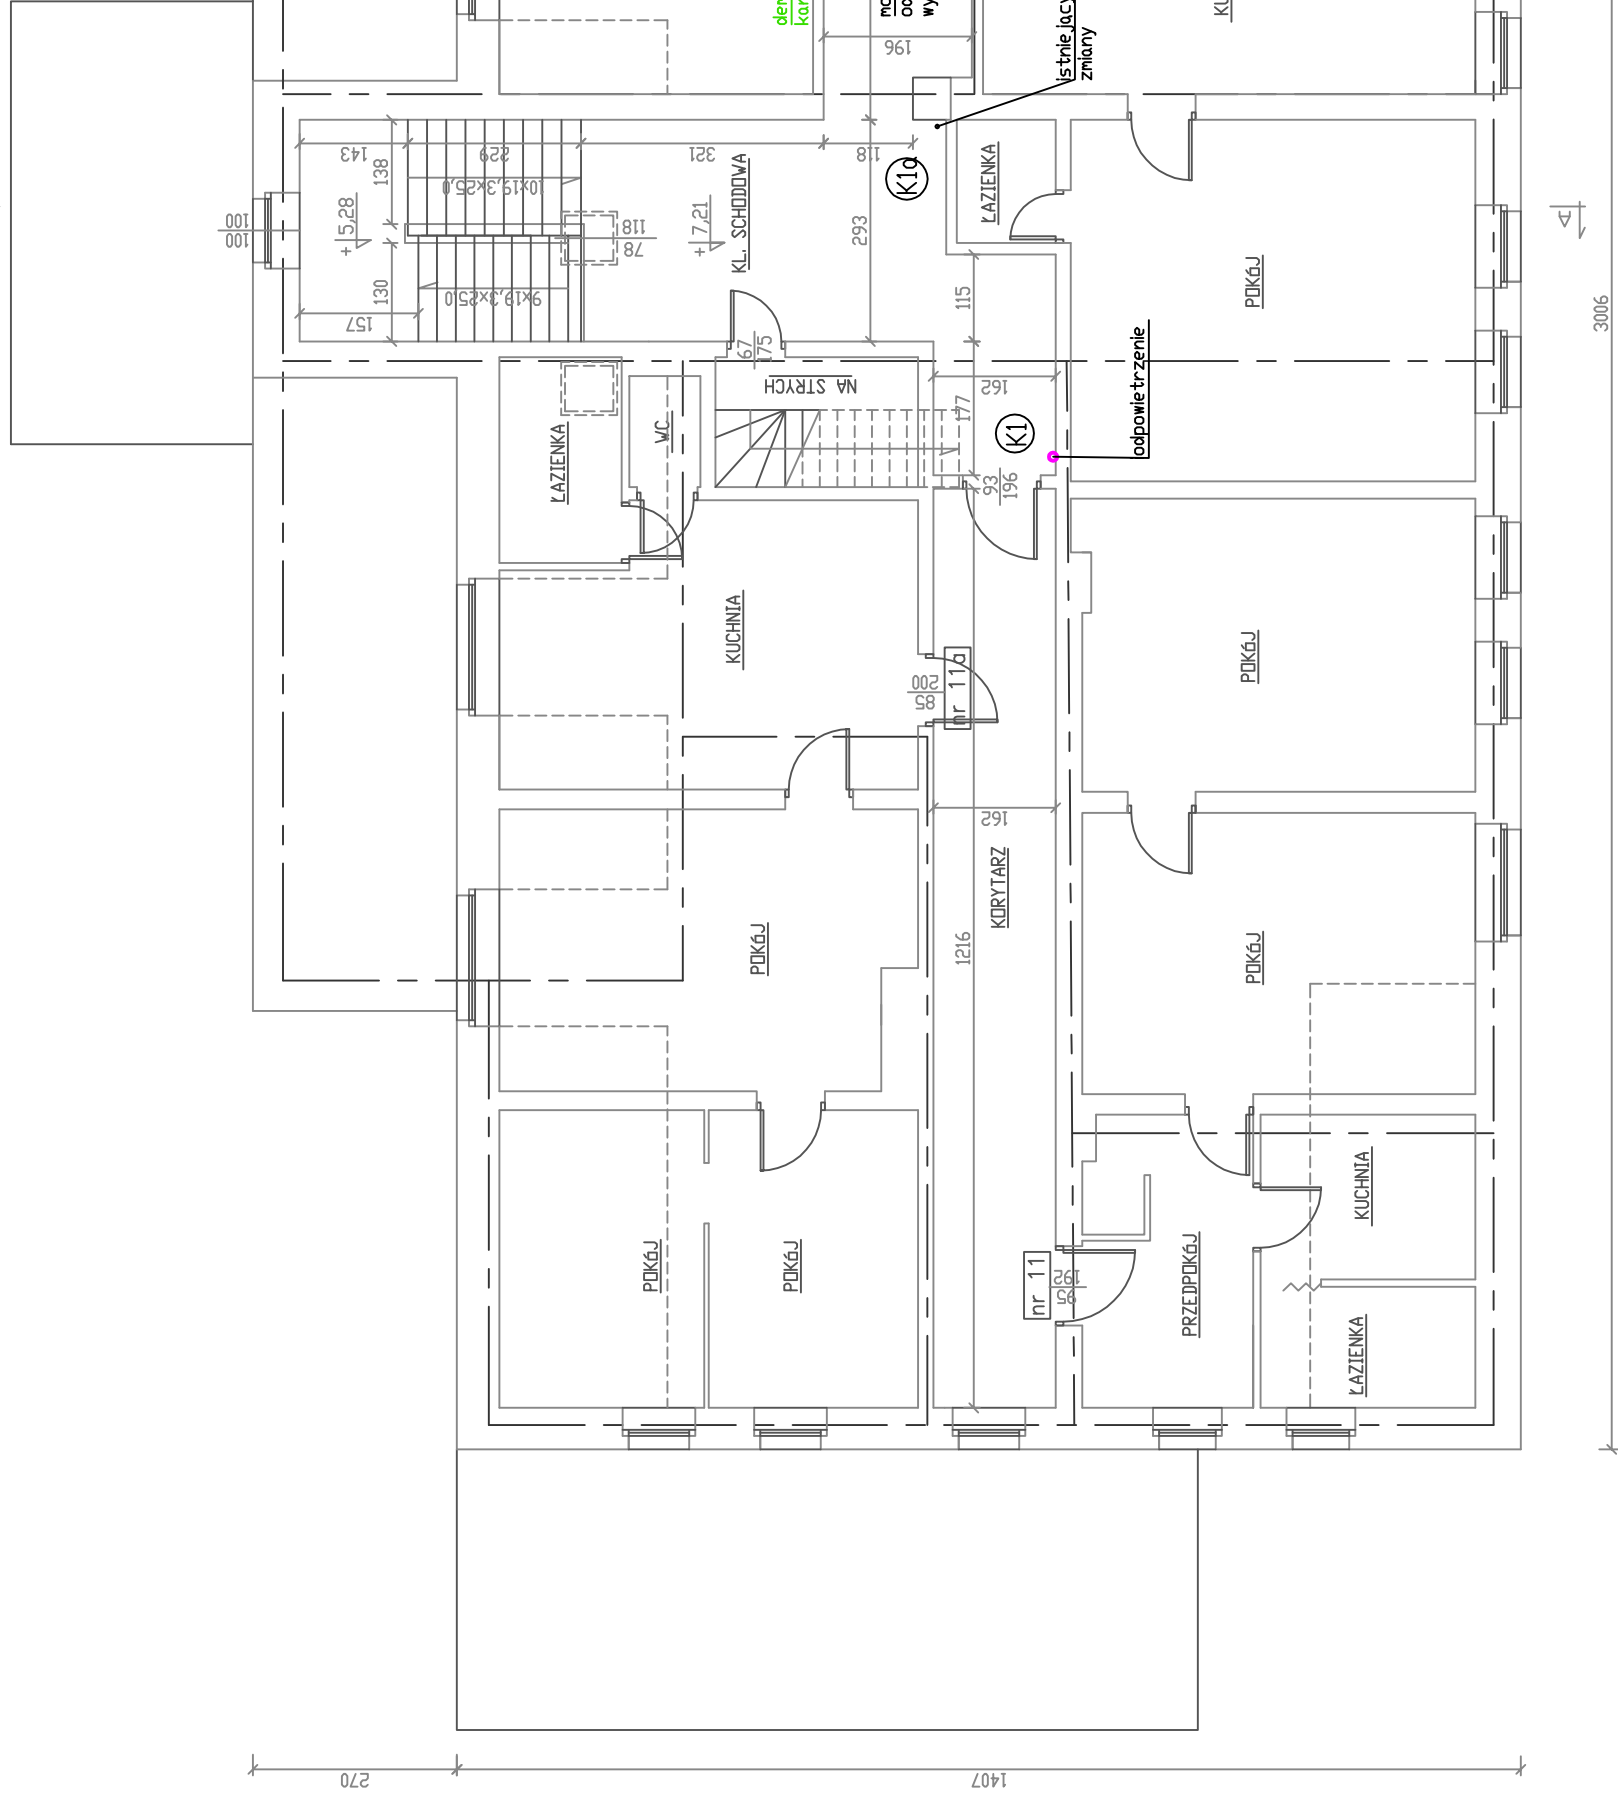 196
istniejący
zmiany
143
229
321
118
138
10x19,3x25,0
K1a
ŁAZIENKA
100
100
+5,28
118
78
+7,21
KL. SCHODOWA
293
130
9x19,3x25,0
157
115
POKÓJ
3006
A
67
175
NA STRYCH
162
177
odpowietrzenie
ŁAZIENKA
WC
K1
93
196
KUCHNIA
POKÓJ
200
85
nr 11a
162
KORYTARZ
1216
POKÓJ
POKÓJ
POKÓJ
POKÓJ
nr 11
192
95
PRZEDPOKÓJ
KUCHNIA
ŁAZIENKA
270
1407